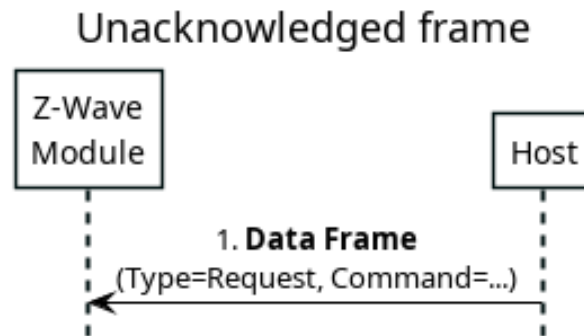 Unacknowledged frame
Z-Wave
Module
Host
1. Data Frame
(Type=Request, Command=...)